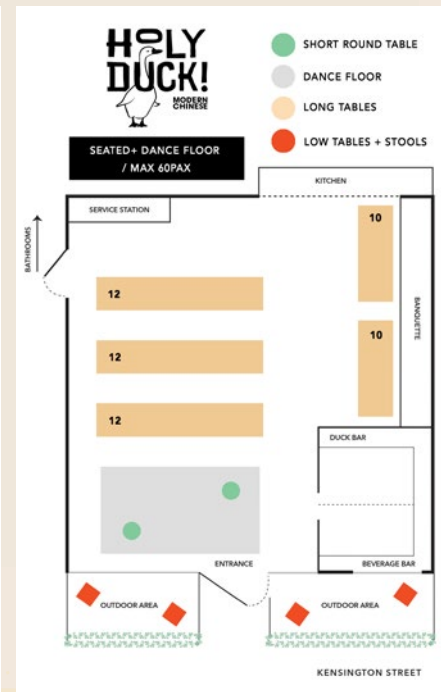 HOLY
DUCK!
MODERN
CHINESE
SHORT ROUND TABLE
DANCE FLOOR
LONG TABLES
LOW TABLES + STOOLS
SEATED+ DANCE FLOOR
/ MAX 60PAX
KITCHEN
SERVICE STATION
BATHROOMS
10
12
BANQUETTE
10
12
12
DUCK BAR
ENTRANCE
BEVERAGE BAR
OUTDOOR AREA
OUTDOOR AREA
KENSINGTON STREET